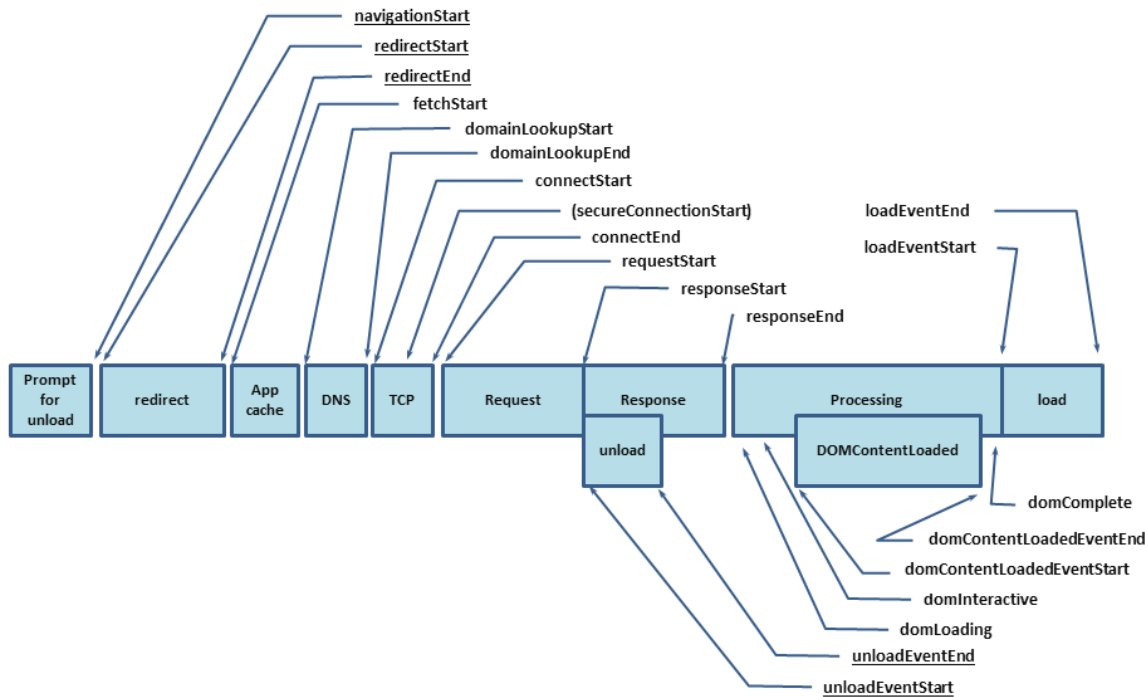 navigationStart
redirectStart
redirectEnd
fetchStart
domainLookupStart
domainLookupEnd
connectStart
(secureConnectionStart)
loadEventEnd
connectEnd
loadEventStart
requestStart
responseStart
responseEnd
Prompt
for
unload
redirect
App
cache
DNS
TCP
Request
Response
Processing
load
unload
DOMContentLoaded
domComplete
domContentLoadedEventEnd
domContentLoadedEventStart
domInteractive
domLoading
unloadEventEnd
unloadEventStart